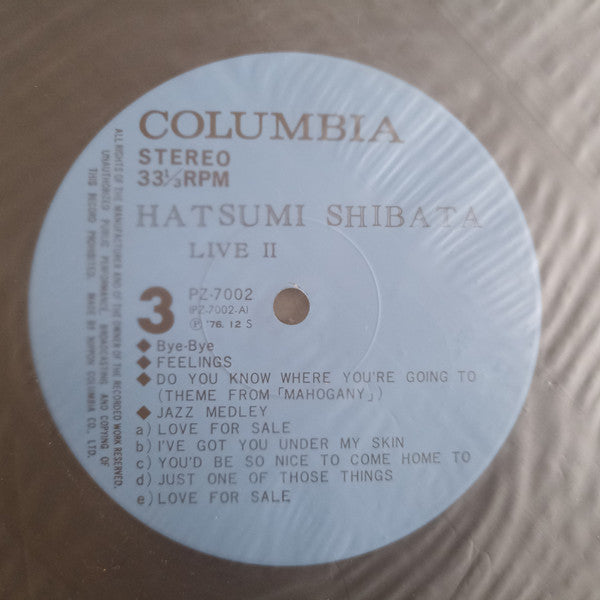 COLUMBIA
STEREO
33⅓RPM
HATSUMI SHIBATA
LIVE II
3
PZ-7002
(PZ-7002-A)
Ⓟ '76. 12 S
◆ Bye-Bye
◆ FEELINGS
◆ DO YOU KNOW WHERE YOU'RE GOING TO
(THEME FROM「MAHOGANY」)
◆ JAZZ MEDLEY
a) LOVE FOR SALE
b) I'VE GOT YOU UNDER MY SKIN
c) YOU'D BE SO NICE TO COME HOME TO
d) JUST ONE OF THOSE THINGS
e) LOVE FOR SALE
ALL RIGHTS OF THE MANUFACTURER AND OF THE OWNER OF THE RECORDED WORK RESERVED.
UNAUTHORIZED PUBLIC PERFORMANCE, BROADCASTING AND COPYING OF
THIS RECORD PROHIBITED. MADE BY NIPPON COLUMBIA CO., LTD.